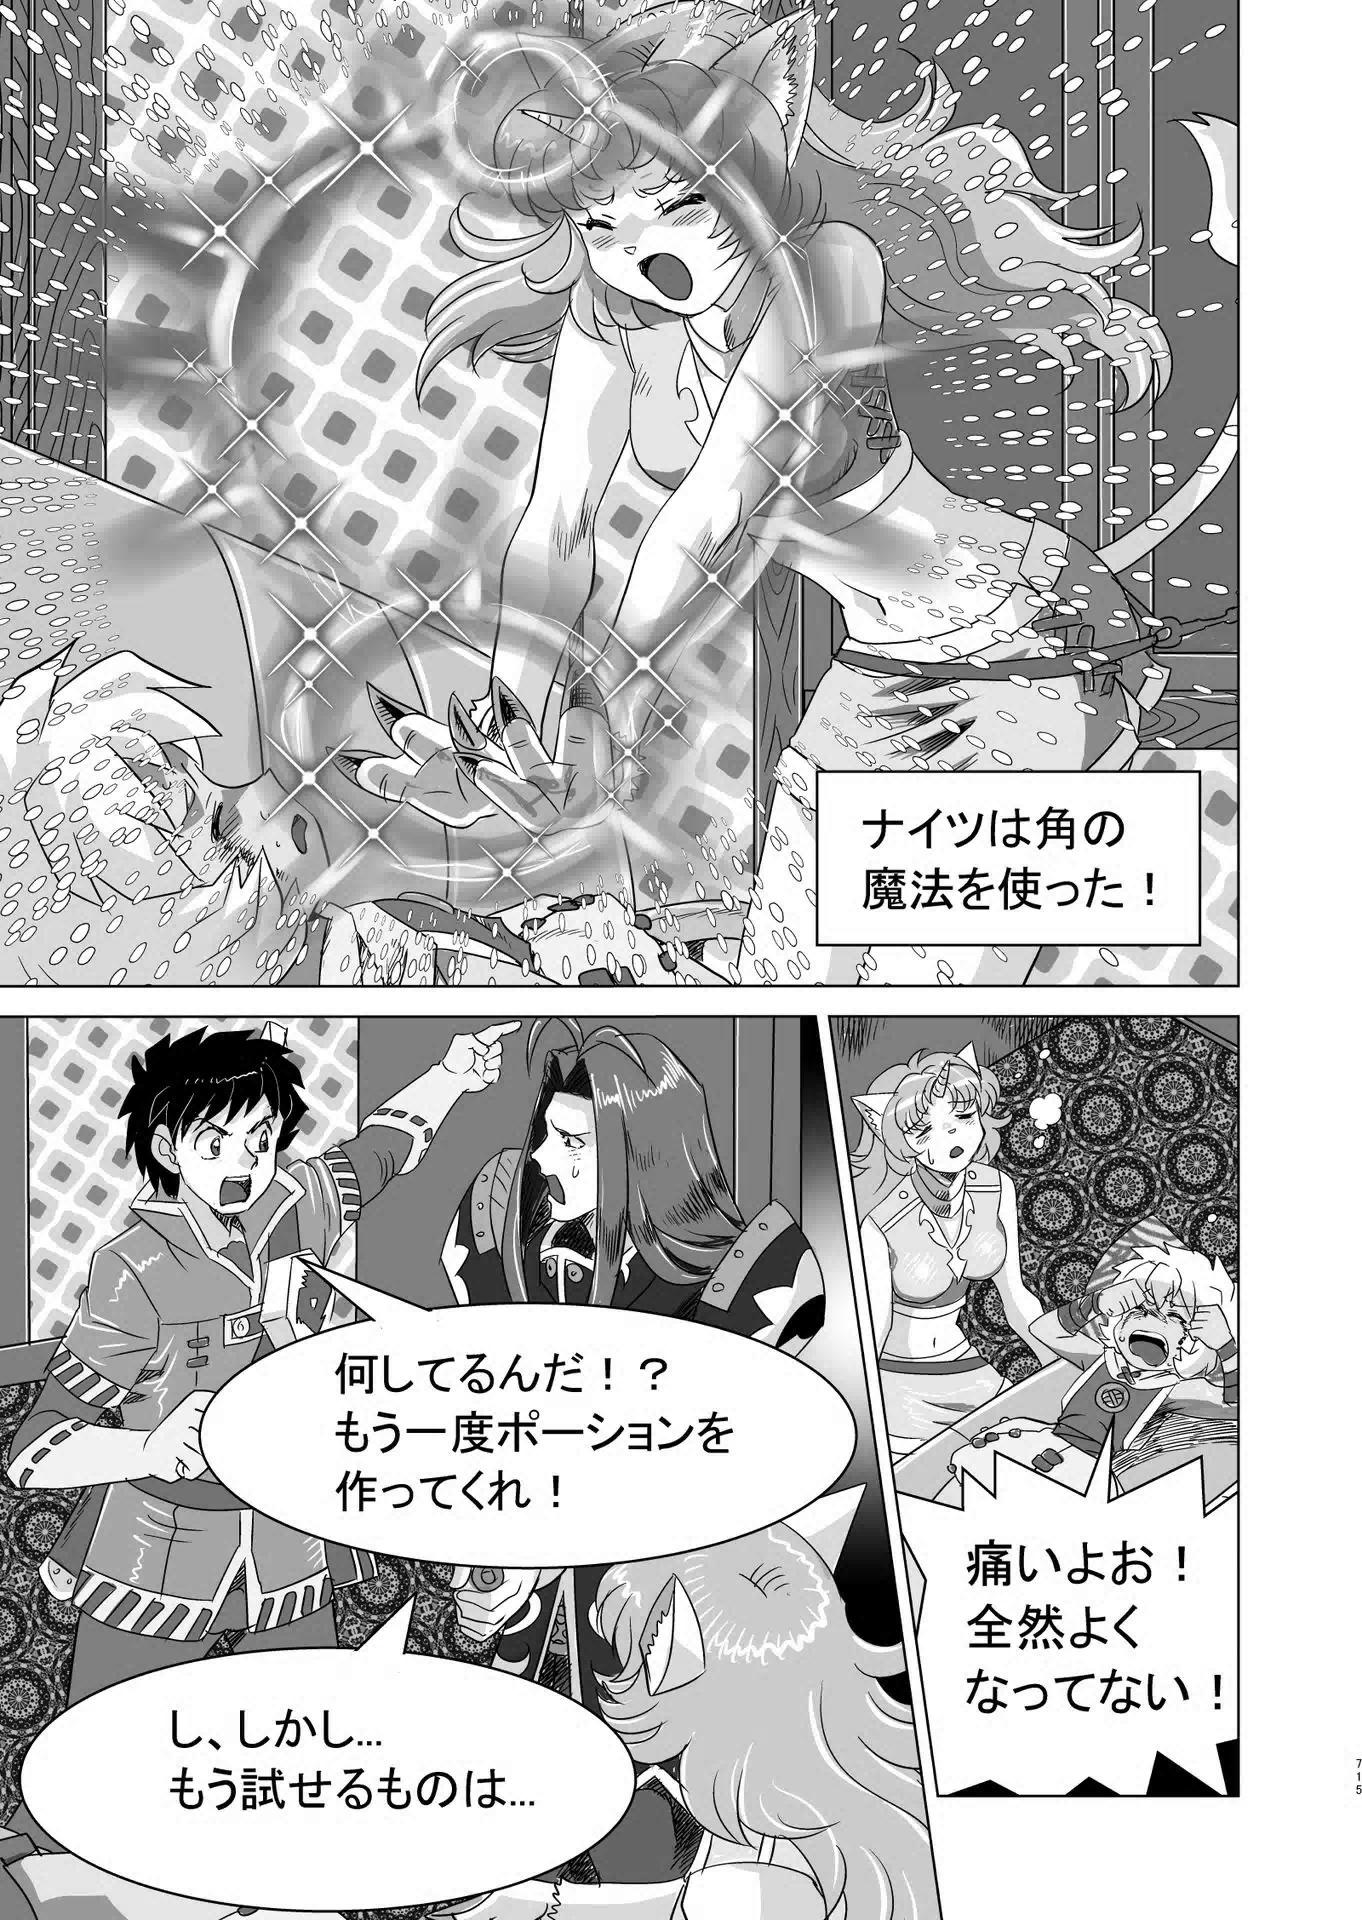 ナイツは角の
魔法を使った！
痛いよお！
全然よく
なってない！
何してるんだ！？
もう一度ポーションを
作ってくれ！
し、しかし...
もう試せるものは...
715